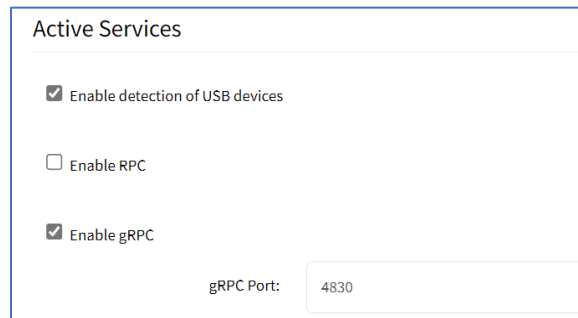 Active Services
Enable detection of USB devices
Enable RPC
Enable gRPC
gRPC Port: 4830